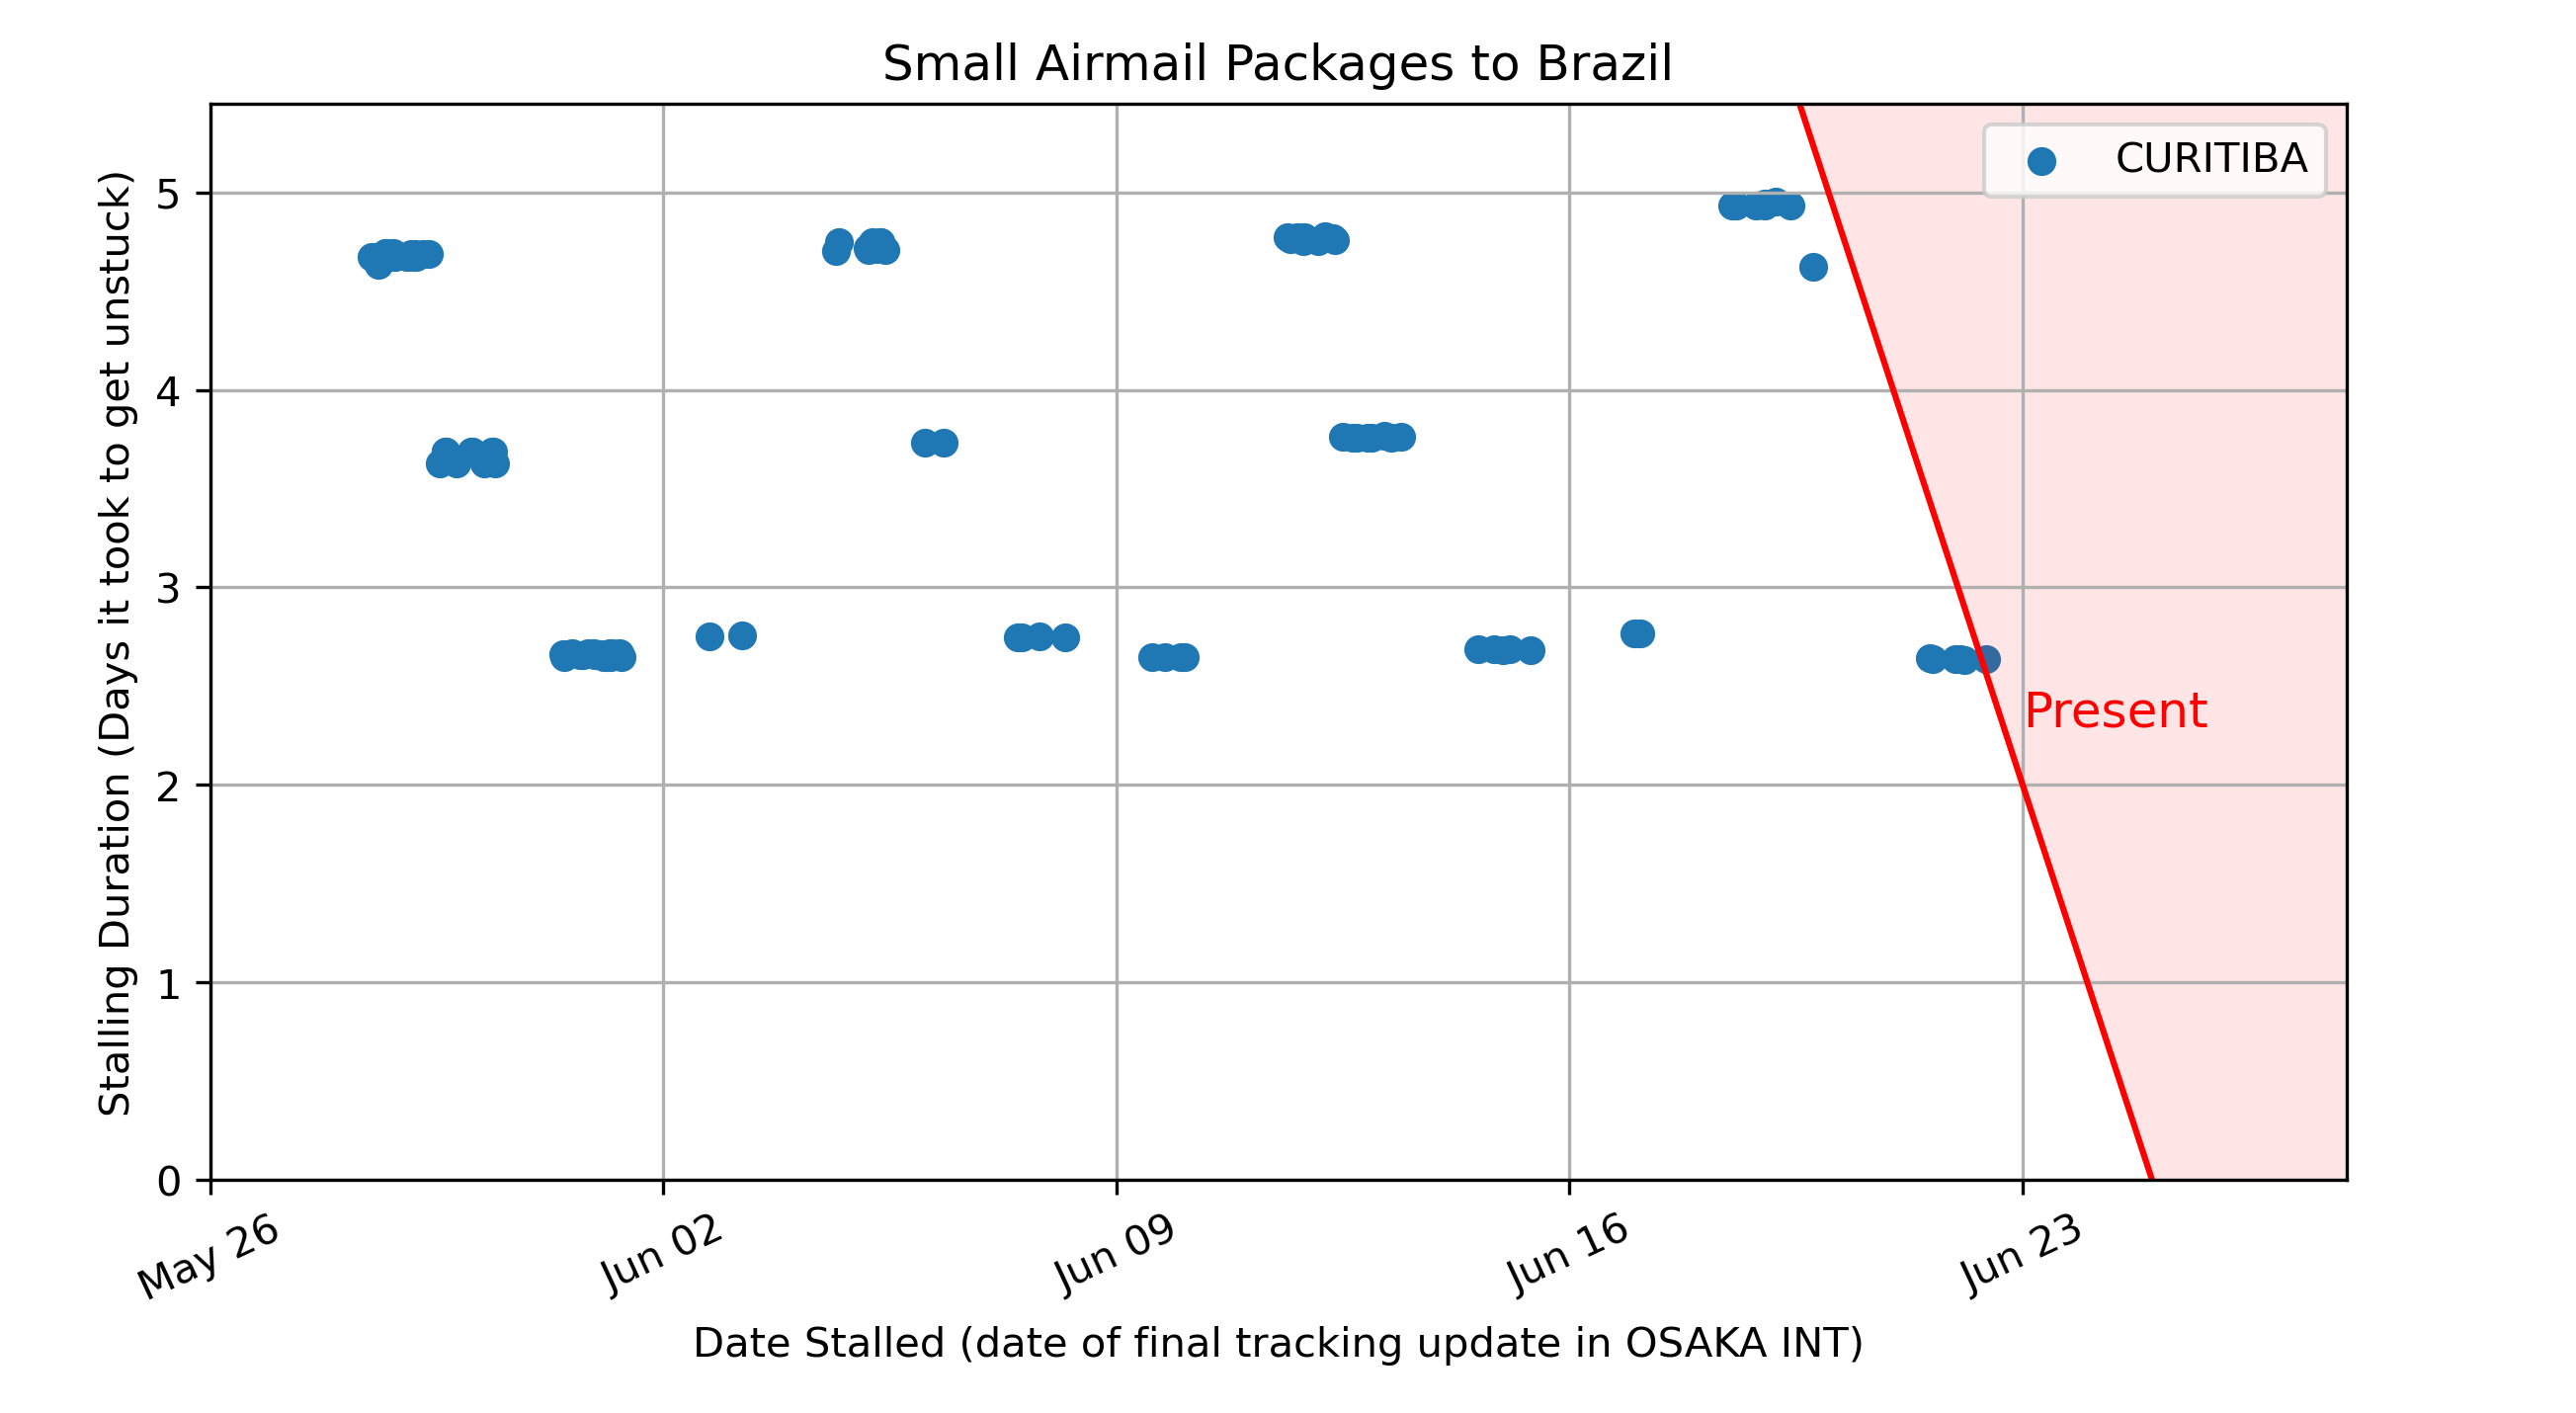 Small Airmail Packages to Brazil
CURITIBA
Stalling Duration (Days it took to get unstuck)
5
4
3
2
1
0
Present
May 26
Jun 02
Jun 09
Jun 16
Jun 23
Date Stalled (date of final tracking update in OSAKA INT)